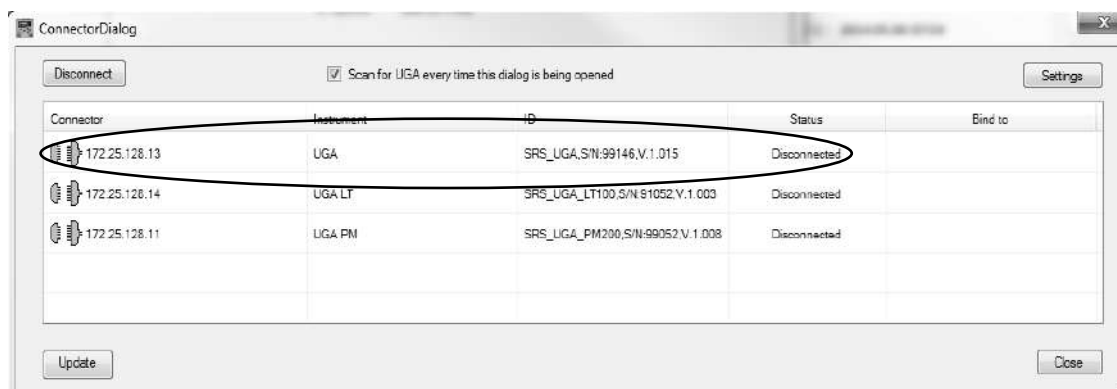 ConnectorDialog
X
Disconnect
Scan for UGA every time this dialog is being opened
Settings
Connector Instrument ID Status Bind to
172.25.128.13 UGA SRS_UGA,S/N:99146,V.1.015 Disconnected
172.25.128.14 UGA LT SRS_UGA_LT100,S/N:91052,V.1.003 Disconnected
172.25.128.11 UGA PM SRS_UGA_PM200,S/N:99052,V.1.008 Disconnected
Update
Close